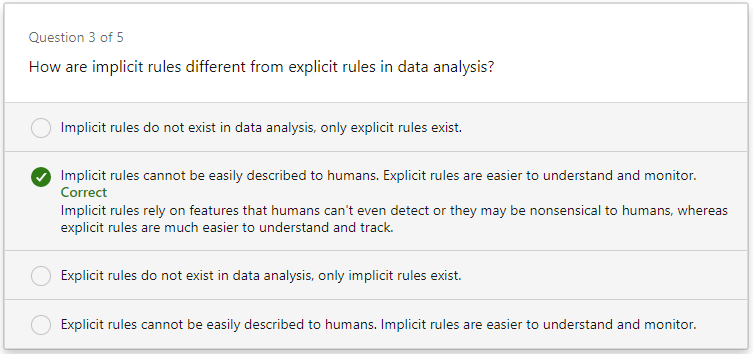 Question 3 of 5
How are implicit rules different from explicit rules in data analysis?
Implicit rules do not exist in data analysis, only explicit rules exist.
Implicit rules cannot be easily described to humans. Explicit rules are easier to understand and monitor.
Correct
Implicit rules rely on features that humans can't even detect or they may be nonsensical to humans, whereas
explicit rules are much easier to understand and track.
Explicit rules do not exist in data analysis, only implicit rules exist.
Explicit rules cannot be easily described to humans. Implicit rules are easier to understand and monitor.